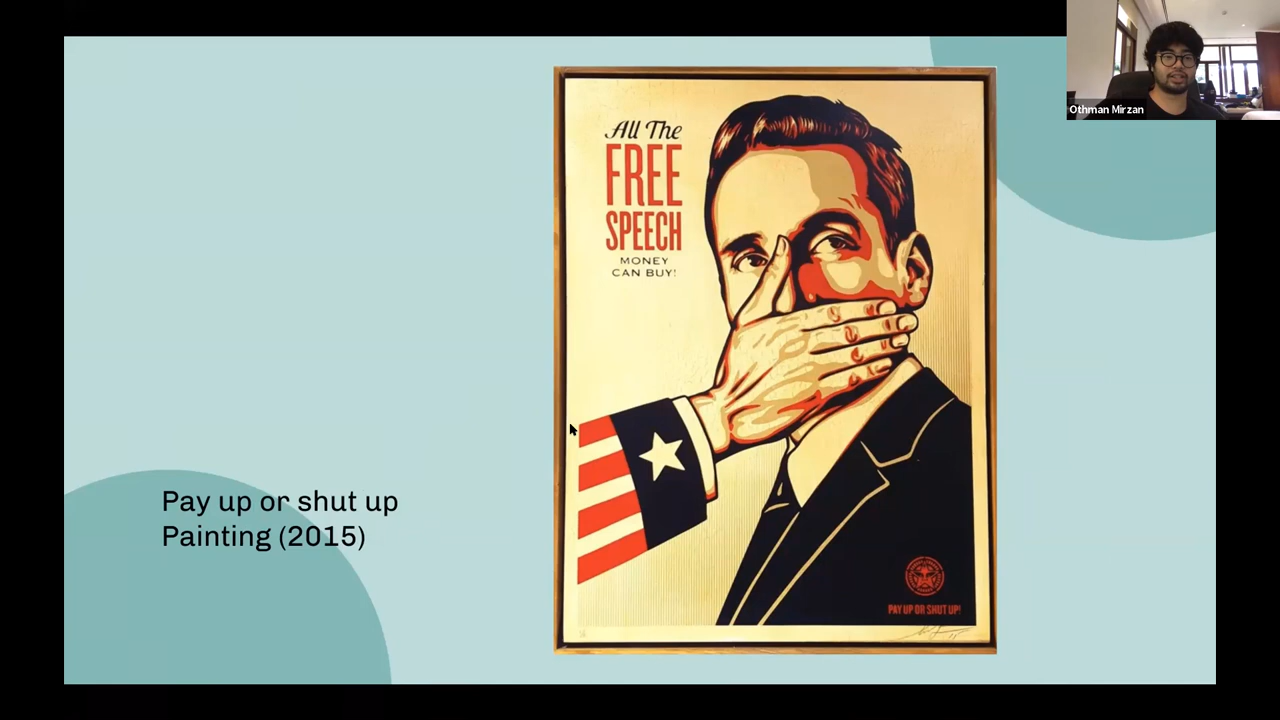 Othman Mirzan
All The
FREE
SPEECH
MONEY
CAN BUY!
Pay up or shut up
Painting (2015)
PAY UP OR SHUT UP!